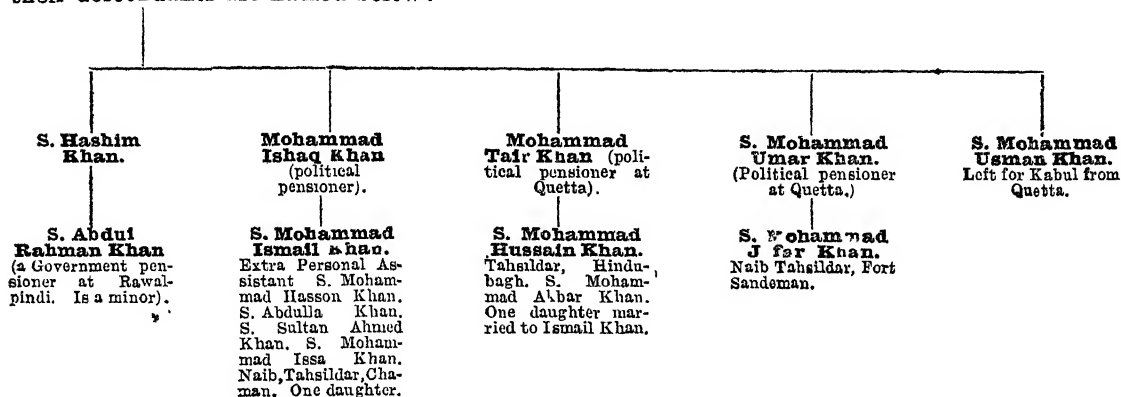 S. Hashim
Khan.
Mohammad
Ishaq Khan
(political
pensioner).
Mohammad
Tair Khan (poli-
tical pensioner at
Quetta).
S. Mohammad
Umar Khan.
(Political pensioner
at Quetta.)
S. Mohammad
Usman Khan.
Left for Kabul from
Quetta.
S. Abdul
Rahman Khan
(a Government pen-
sioner at Rawal-
pindi. Is a minor).
S. Mohammad
Ismail Khan.
Extra Personal As-
sistant S. Moham-
mad Hasson Khan.
S. Abdulla Khan.
S. Sultan Ahmed
Khan. S. Moham-
mad Issa Khan.
Naib,Tahsildar,Cha-
man. One daughter.
S. Mohammad
Hussain Khan.
Tahsildar, Hindu-
bagh. S. Moham-
mad Akbar Khan.
One daughter mar-
ried to Ismail Khan.
S. Mohammad
J far Khan.
Naib Tahsildar, Fort
Sandeman.